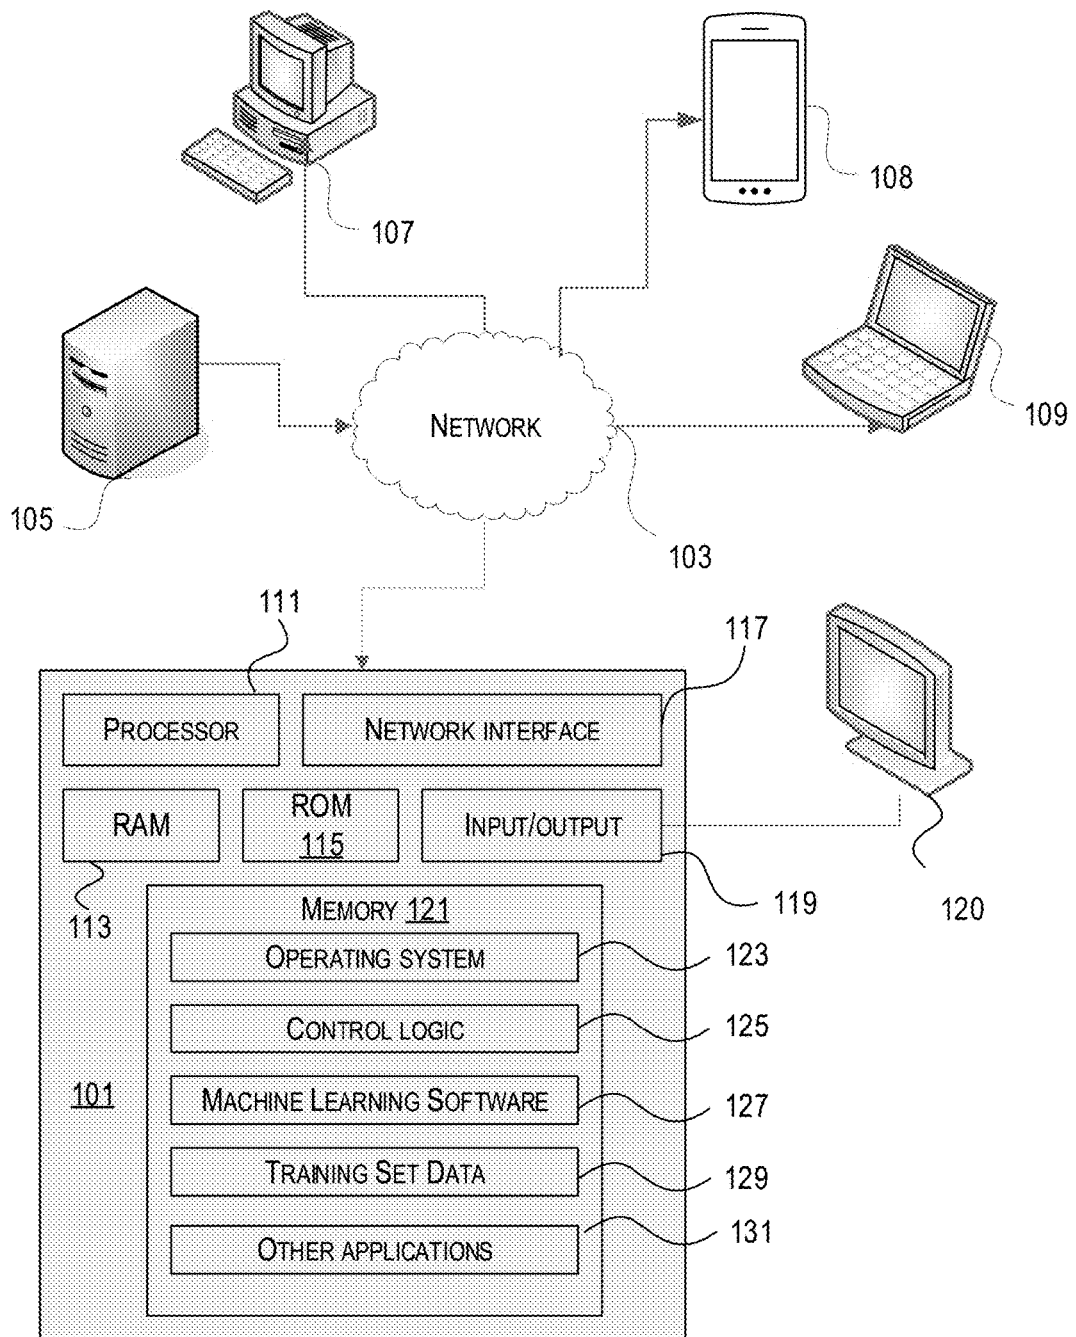 107
108
109
NETWORK
105
103
111
117
PROCESSOR
NETWORK INTERFACE
RAM
ROM
115
INPUT/OUTPUT
113
119
120
MEMORY 121
OPERATING SYSTEM
123
CONTROL LOGIC
125
101
MACHINE LEARNING SOFTWARE
127
TRAINING SET DATA
129
OTHER APPLICATIONS
131